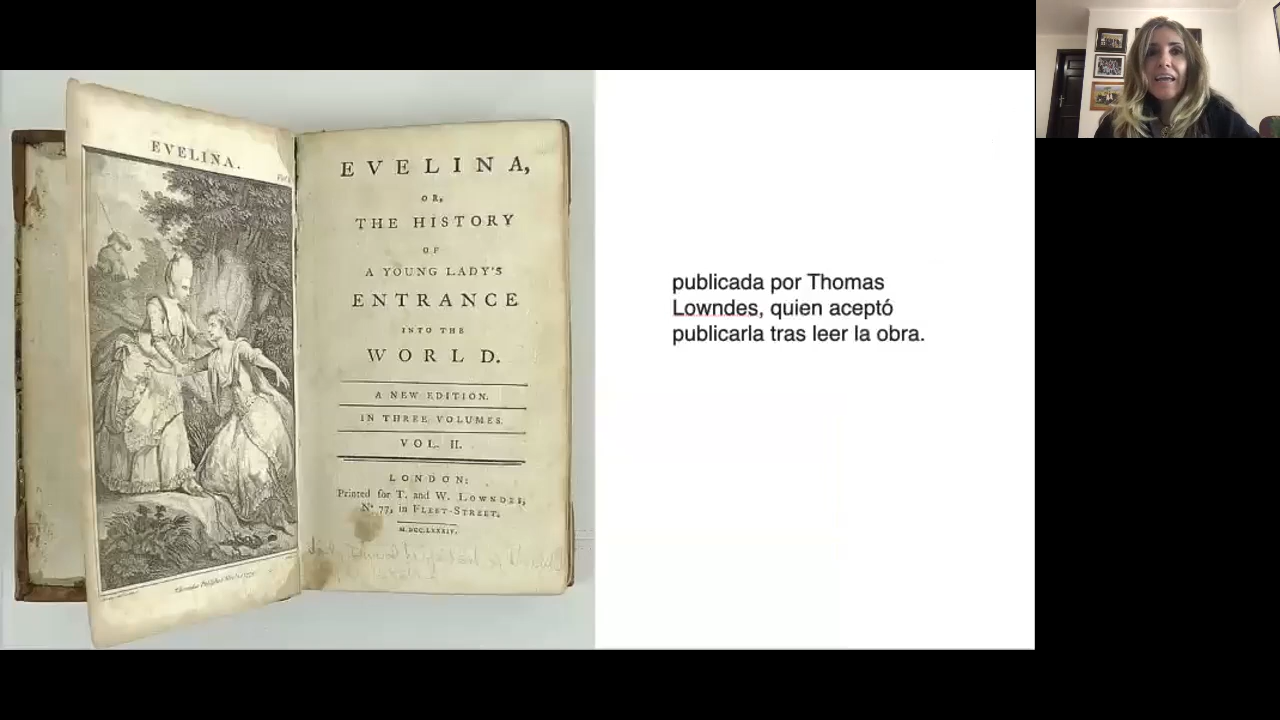 EVELINA.
EVELINA,
OR,
THE HISTORY
OF
A YOUNG LADY'S
ENTRANCE
INTO THE
WORLD.
A NEW EDITION.
IN THREE VOLUMES.
VOL. II.
LONDON:
Printed for T. and W. LOWNDES,
Nº 77, in FLEET-STREET.
M.DCC.LXXXIV.
publicada por Thomas
Lowndes, quien aceptó
publicarla tras leer la obra.